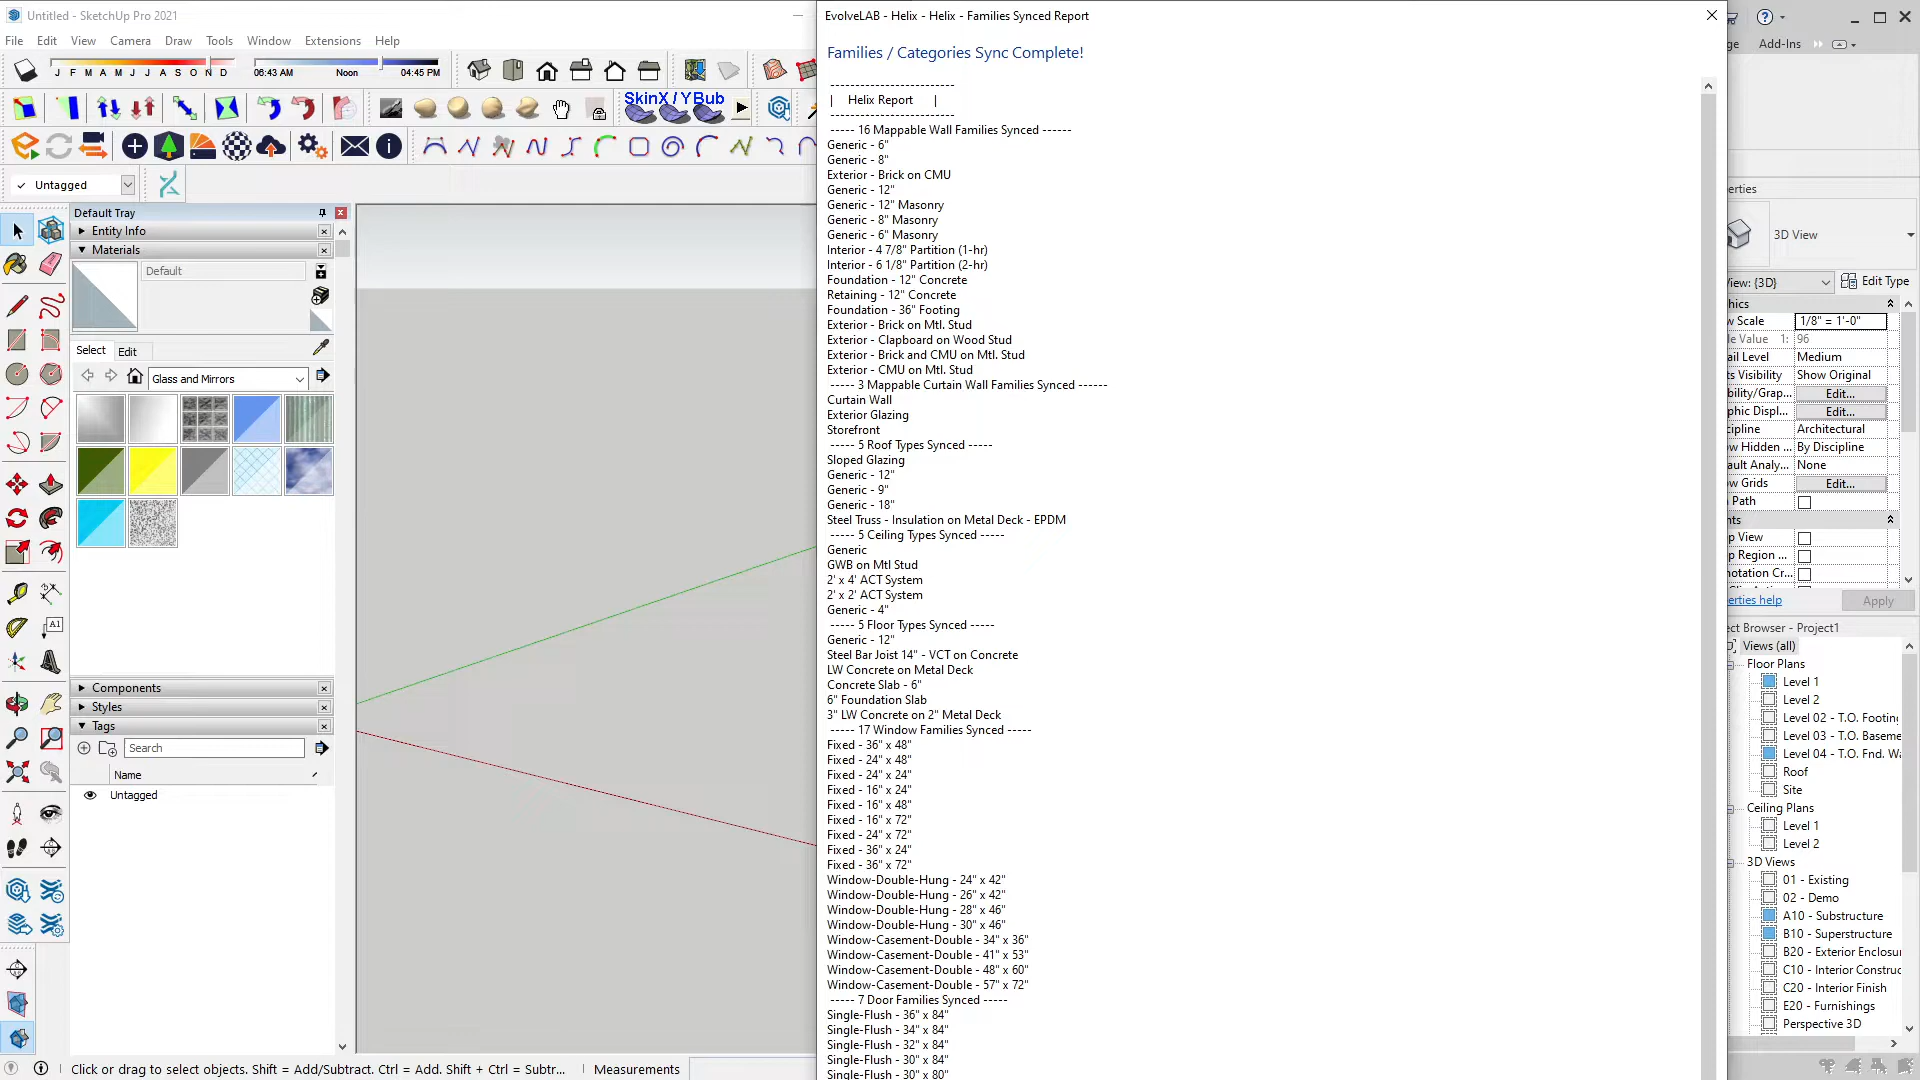 Untitled - SketchUp Pro 2021
File Edit View Camera Draw Tools Window Extensions Help
J F M A M J J A S O N D
06:43 AM Noon 04:45 PM
SkinX / YBub
Untagged
Default Tray
Entity Info
Materials
Default
Select Edit
Glass and Mirrors
A1
Components
Styles
Tags
Search
Name
Untagged
Click or drag to select objects. Shift = Add/Subtract. Ctrl = Add. Shift + Ctrl = Subtr...
Measurements
EvolveLAB - Helix - Helix - Families Synced Report
Families / Categories Sync Complete!
-------------------------
| Helix Report |
-------------------------
----- 16 Mappable Wall Families Synced ------
Generic - 6"
Generic - 8"
Exterior - Brick on CMU
Generic - 12"
Generic - 12" Masonry
Generic - 8" Masonry
Generic - 6" Masonry
Interior - 4 7/8" Partition (1-hr)
Interior - 6 1/8" Partition (2-hr)
Foundation - 12" Concrete
Retaining - 12" Concrete
Foundation - 36" Footing
Exterior - Brick on Mtl. Stud
Exterior - Clapboard on Wood Stud
Exterior - Brick and CMU on Mtl. Stud
Exterior - CMU on Mtl. Stud
----- 3 Mappable Curtain Wall Families Synced ------
Curtain Wall
Exterior Glazing
Storefront
----- 5 Roof Types Synced -----
Sloped Glazing
Generic - 12"
Generic - 9"
Generic - 18"
Steel Truss - Insulation on Metal Deck - EPDM
----- 5 Ceiling Types Synced -----
Generic
GWB on Mtl Stud
2' x 4' ACT System
2' x 2' ACT System
Generic - 4"
----- 5 Floor Types Synced -----
Generic - 12"
Steel Bar Joist 14" - VCT on Concrete
LW Concrete on Metal Deck
Concrete Slab - 6"
6" Foundation Slab
3" LW Concrete on 2" Metal Deck
----- 17 Window Families Synced -----
Fixed - 36" x 48"
Fixed - 24" x 48"
Fixed - 24" x 24"
Fixed - 16" x 24"
Fixed - 16" x 48"
Fixed - 16" x 72"
Fixed - 24" x 72"
Fixed - 36" x 24"
Fixed - 36" x 72"
Window-Double-Hung - 24" x 42"
Window-Double-Hung - 26" x 42"
Window-Double-Hung - 28" x 46"
Window-Double-Hung - 30" x 46"
Window-Casement-Double - 34" x 36"
Window-Casement-Double - 41" x 53"
Window-Casement-Double - 48" x 60"
Window-Casement-Double - 57" x 72"
----- 7 Door Families Synced -----
Single-Flush - 36" x 84"
Single-Flush - 34" x 84"
Single-Flush - 32" x 84"
Single-Flush - 30" x 84"
Single-Flush - 30" x 80"
ge Add-Ins
erties
3D View
iew: {3D} Edit Type
hics
w Scale 1/8" = 1'-0"
le Value 1: 96
ail Level Medium
ts Visibility Show Original
bility/Grap... Edit...
phic Displ... Edit...
cipline Architectural
ow Hidden ... By Discipline
ault Analy... None
ow Grids Edit...
Path
nts
p View
p Region ...
notation Cr...
erties help Apply
ct Browser - Project1
Views (all)
Floor Plans
Level 1
Level 2
Level 02 - T.O. Footing
Level 03 - T.O. Baseme
Level 04 - T.O. Fnd. Wa
Roof
Site
Ceiling Plans
Level 1
Level 2
3D Views
01 - Existing
02 - Demo
A10 - Substructure
B10 - Superstructure
B20 - Exterior Enclosu
C10 - Interior Construc
C20 - Interior Finish
E20 - Furnishings
Perspective 3D